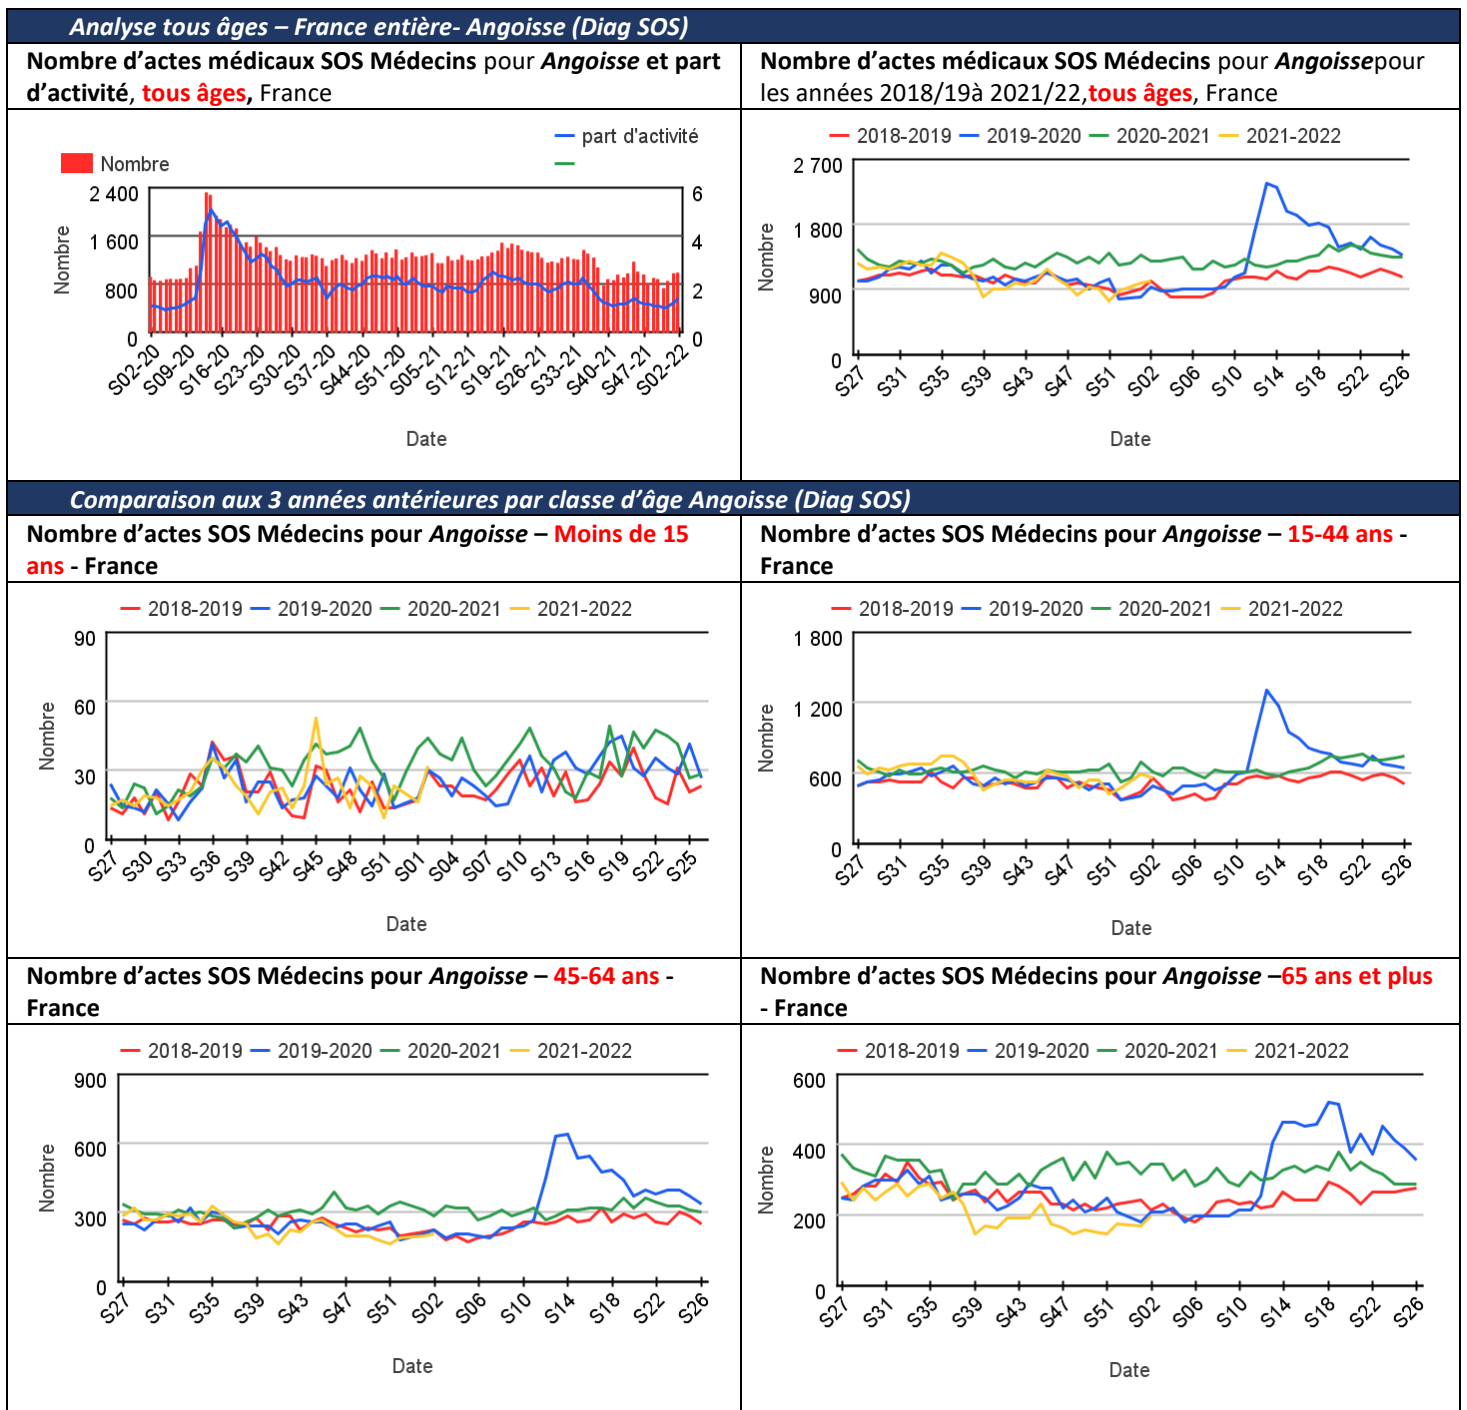 Analyse tous âges – France entière- Angoisse (Diag SOS)
Nombre d'actes médicaux SOS Médecins pour Angoisse et part
d'activité, tous âges, France
Nombre d'actes médicaux SOS Médecins pour Angoissepour
les années 2018/19à 2021/22,tous âges, France
part d'activité
Nombre
2 400
1 600
800
0
6
4
2
0
Nombre
S02-20
S09-20
S16-20
S23-20
S30-20
S37-20
S44-20
S51-20
S05-21
S12-21
S19-21
S26-21
S33-21
S40-21
S47-21
S02-22
Date
2018-2019 2019-2020 2020-2021 2021-2022
2 700
1 800
900
0
Nombre
S27
S31
S35
S39
S43
S47
S51
S02
S06
S10
S14
S18
S22
S26
Date
Comparaison aux 3 années antérieures par classe d'âge Angoisse (Diag SOS)
Nombre d'actes SOS Médecins pour Angoisse – Moins de 15
ans - France
Nombre d'actes SOS Médecins pour Angoisse – 15-44 ans -
France
2018-2019 2019-2020 2020-2021 2021-2022
90
60
30
0
Nombre
S27
S30
S33
S36
S39
S42
S45
S48
S51
S01
S04
S07
S10
S13
S16
S19
S22
S25
Date
2018-2019 2019-2020 2020-2021 2021-2022
1 800
1 200
600
0
Nombre
S27
S31
S35
S39
S43
S47
S51
S02
S06
S10
S14
S18
S22
S26
Date
Nombre d'actes SOS Médecins pour Angoisse – 45-64 ans -
France
Nombre d'actes SOS Médecins pour Angoisse –65 ans et plus
- France
2018-2019 2019-2020 2020-2021 2021-2022
900
600
300
0
Nombre
S27
S31
S35
S39
S43
S47
S51
S02
S06
S10
S14
S18
S22
S26
Date
2018-2019 2019-2020 2020-2021 2021-2022
600
400
200
0
Nombre
S27
S31
S35
S39
S43
S47
S51
S02
S06
S10
S14
S18
S22
S26
Date